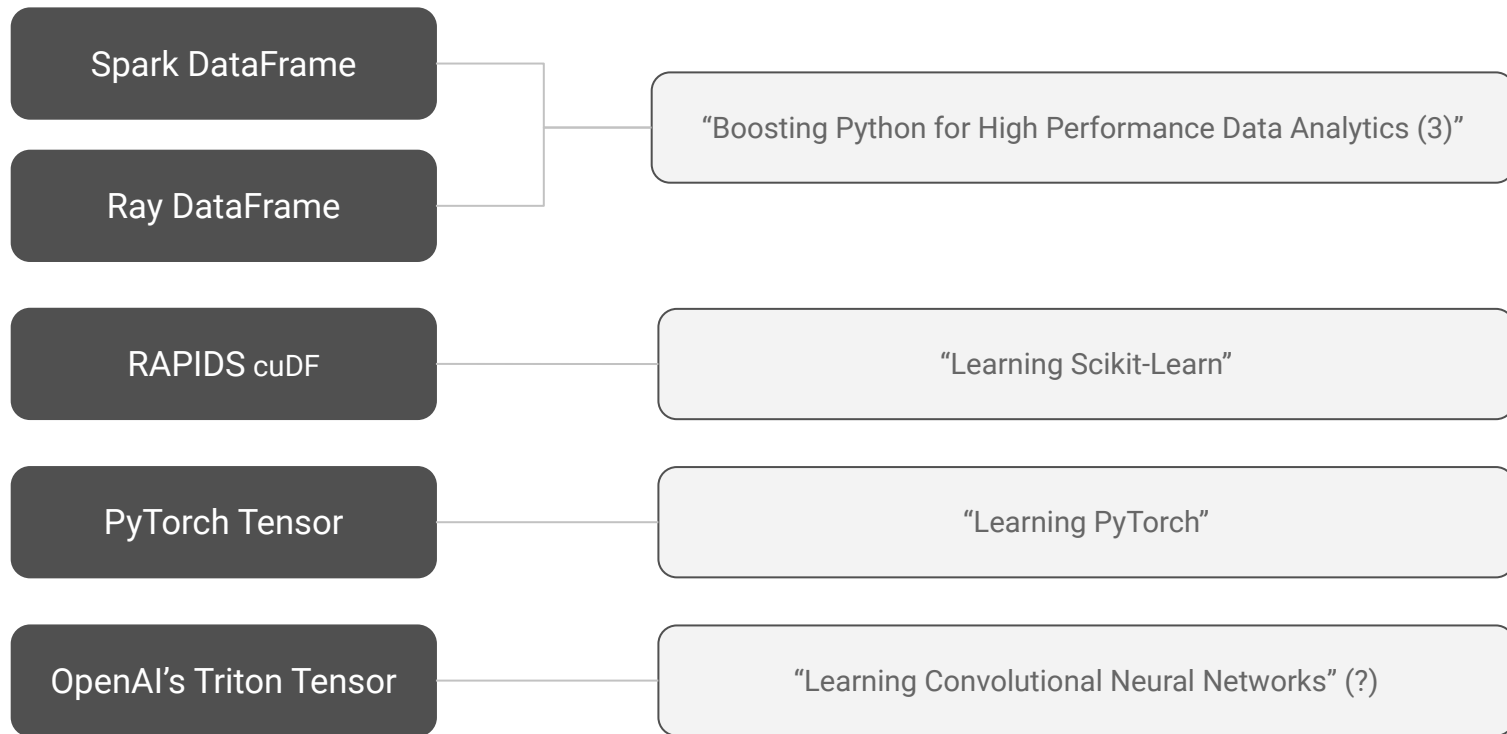 Spark DataFrame
“Boosting Python for High Performance Data Analytics (3)”
Ray DataFrame
RAPIDS cuDF
“Learning Scikit-Learn”
PyTorch Tensor
“Learning PyTorch”
OpenAI’s Triton Tensor
“Learning Convolutional Neural Networks” (?)